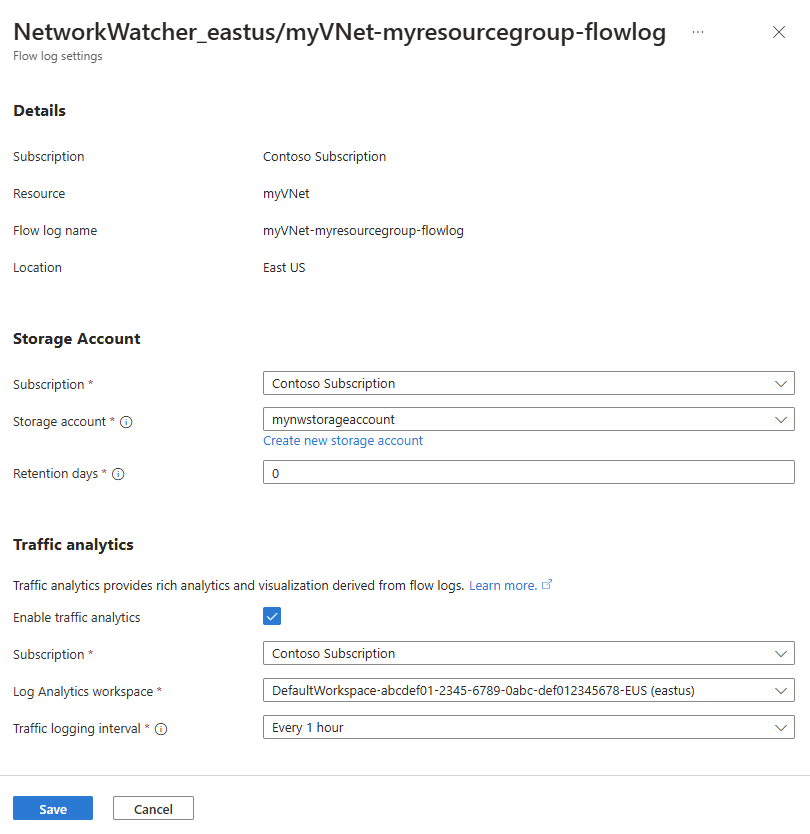 NetworkWatcher_eastus/myVNet-myresourcegroup-flowlog ...
Flow log settings
Details
Subscription Contoso Subscription
Resource myVNet
Flow log name myVNet-myresourcegroup-flowlog
Location East US
Storage Account
Subscription * Contoso Subscription
Storage account * mynwstorageaccount
Create new storage account
Retention days * 0
Traffic analytics
Traffic analytics provides rich analytics and visualization derived from flow logs. Learn more.
Enable traffic analytics
Subscription * Contoso Subscription
Log Analytics workspace * DefaultWorkspace-abcdef01-2345-6789-0abc-def012345678-EUS (eastus)
Traffic logging interval * Every 1 hour
Save Cancel